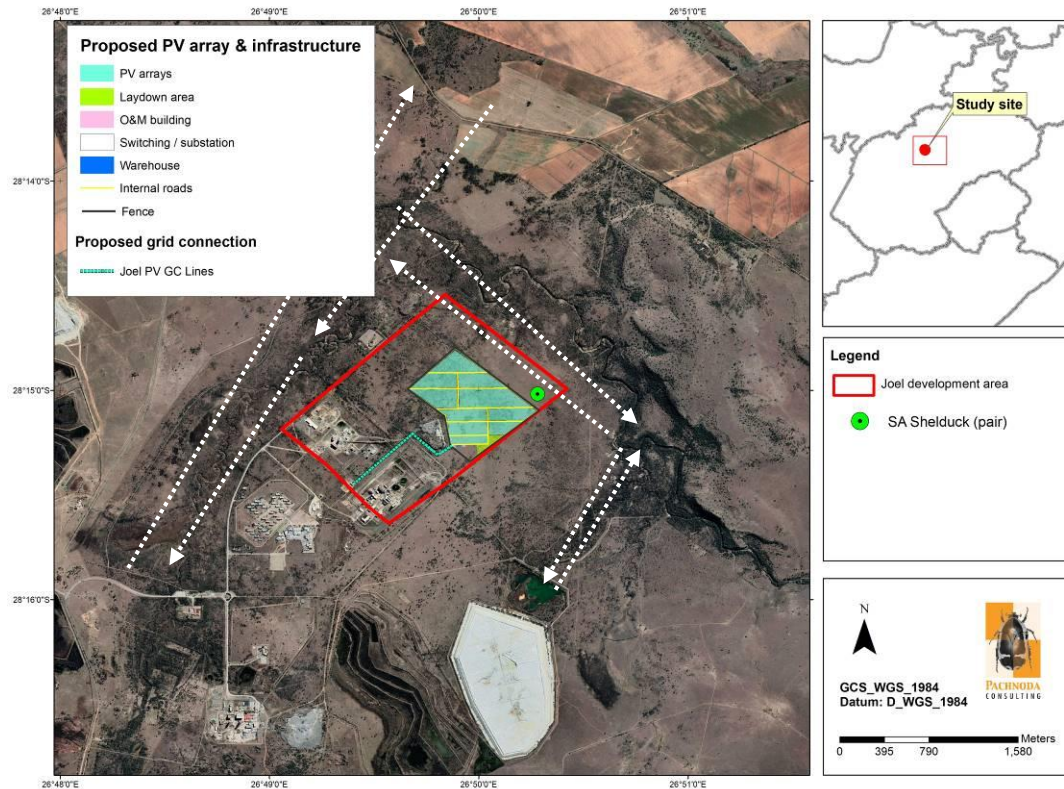 26°48'0"E
26°49'0"E
26°50'0"E
26°51'0"E
Proposed PV array & infrastructure
PV arrays
Laydown area
O&M building
Switching / substation
Warehouse
Internal roads
Fence
Proposed grid connection
Joel PV GC Lines
28°14'0"S
28°15'0"S
28°16'0"S
26°48'0"E
26°49'0"E
26°50'0"E
26°51'0"E
Study site
Legend
Joel development area
SA Shelduck (pair)
N
PACHNODA
CONSULTING
GCS_WGS_1984
Datum: D_WGS_1984
Meters
0 395 790 1,580